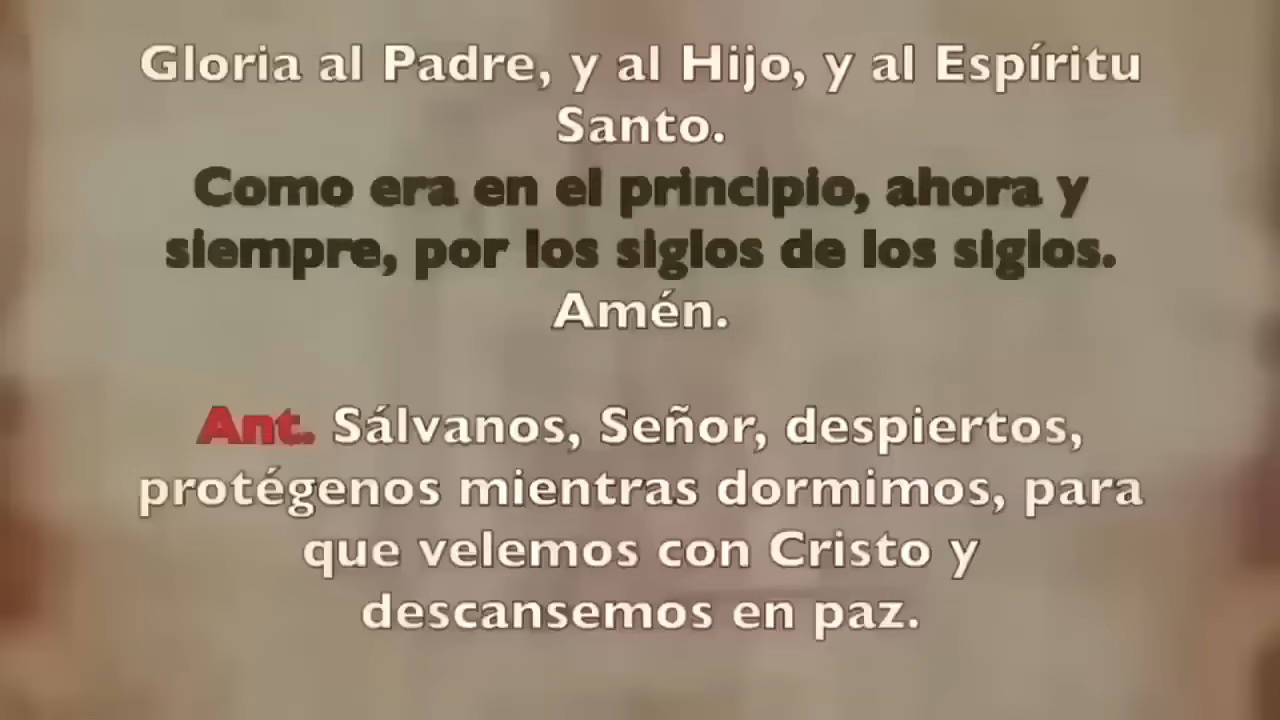 Gloria al Padre, y al Hijo, y al Espíritu
Santo.
Como era en el principio, ahora y
siempre, por los siglos de los siglos.
Amén.
Ant. Sálvanos, Señor, despiertos,
protégenos mientras dormimos, para
que velemos con Cristo y
descansemos en paz.